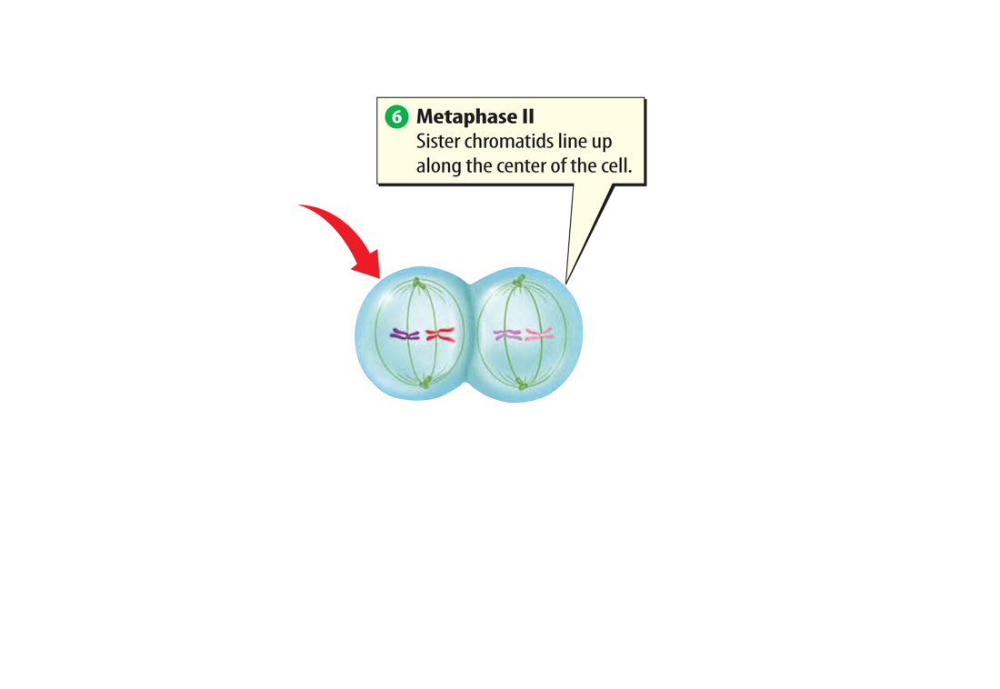 6 Metaphase II
Sister chromatids line up
along the center of the cell.